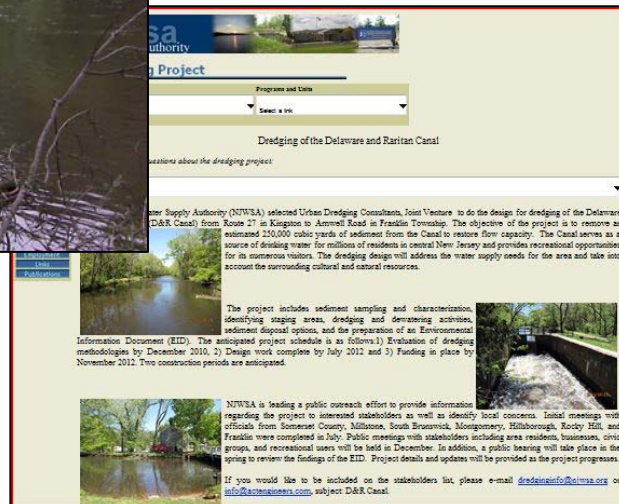 sa
uthority
g Project
Programs and Units
Select a link
Dredging of the Delaware and Raritan Canal
uestions about the dredging project:
ater Supply Authority (NJWSA) selected Urban Dredging Consultants, Joint Venture to do the design for dredging of the Delaware
(D&R Canal) from Route 27 in Kingston to Amwell Road in Franklin Township. The objective of the project is to remove an
estimated 250,000 cubic yards of sediment from the Canal to restore flow capacity. The Canal serves as a
source of drinking water for millions of residents in central New Jersey and provides recreational opportunities
for its numerous visitors. The dredging design will address the water supply needs for the area and take into
account the surrounding cultural and natural resources.
Employment
Links
Publications
The project includes sediment sampling and characterization,
identifying staging areas, dredging and dewatering activities,
sediment disposal options, and the preparation of an Environmental
Information Document (EID). The anticipated project schedule is as follows:1) Evaluation of dredging
methodologies by December 2010, 2) Design work complete by July 2012 and 3) Funding in place by
November 2012. Two construction periods are anticipated.
NJWSA is leading a public outreach effort to provide information
regarding the project to interested stakeholders as well as identify local concerns. Initial meetings with
officials from Somerset County, Millstone, South Brunswick, Montgomery, Hillsborough, Rocky Hill, and
Franklin were completed in July. Public meetings with stakeholders including area residents, businesses, civic
groups, and recreational users will be held in December. In addition, a public hearing will take place in the
spring to review the findings of the EID. Project details and updates will be provided as the project progresses.
If you would like to be included on the stakeholders list, please e-mail dredginginfo@njwsa.org or
info@actengineers.com, subject: D&R Canal.